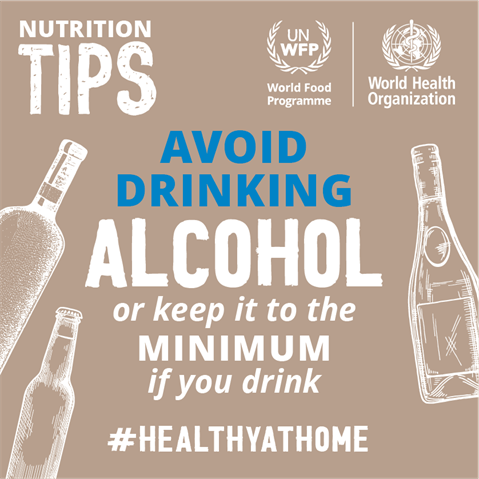 NUTRITION
TIPS
UN
WFP
World Food
Programme
World Health
Organization
AVOID
DRINKING
ALCOHOL
or keep it to the
MINIMUM
if you drink
#HEALTHYATHOME